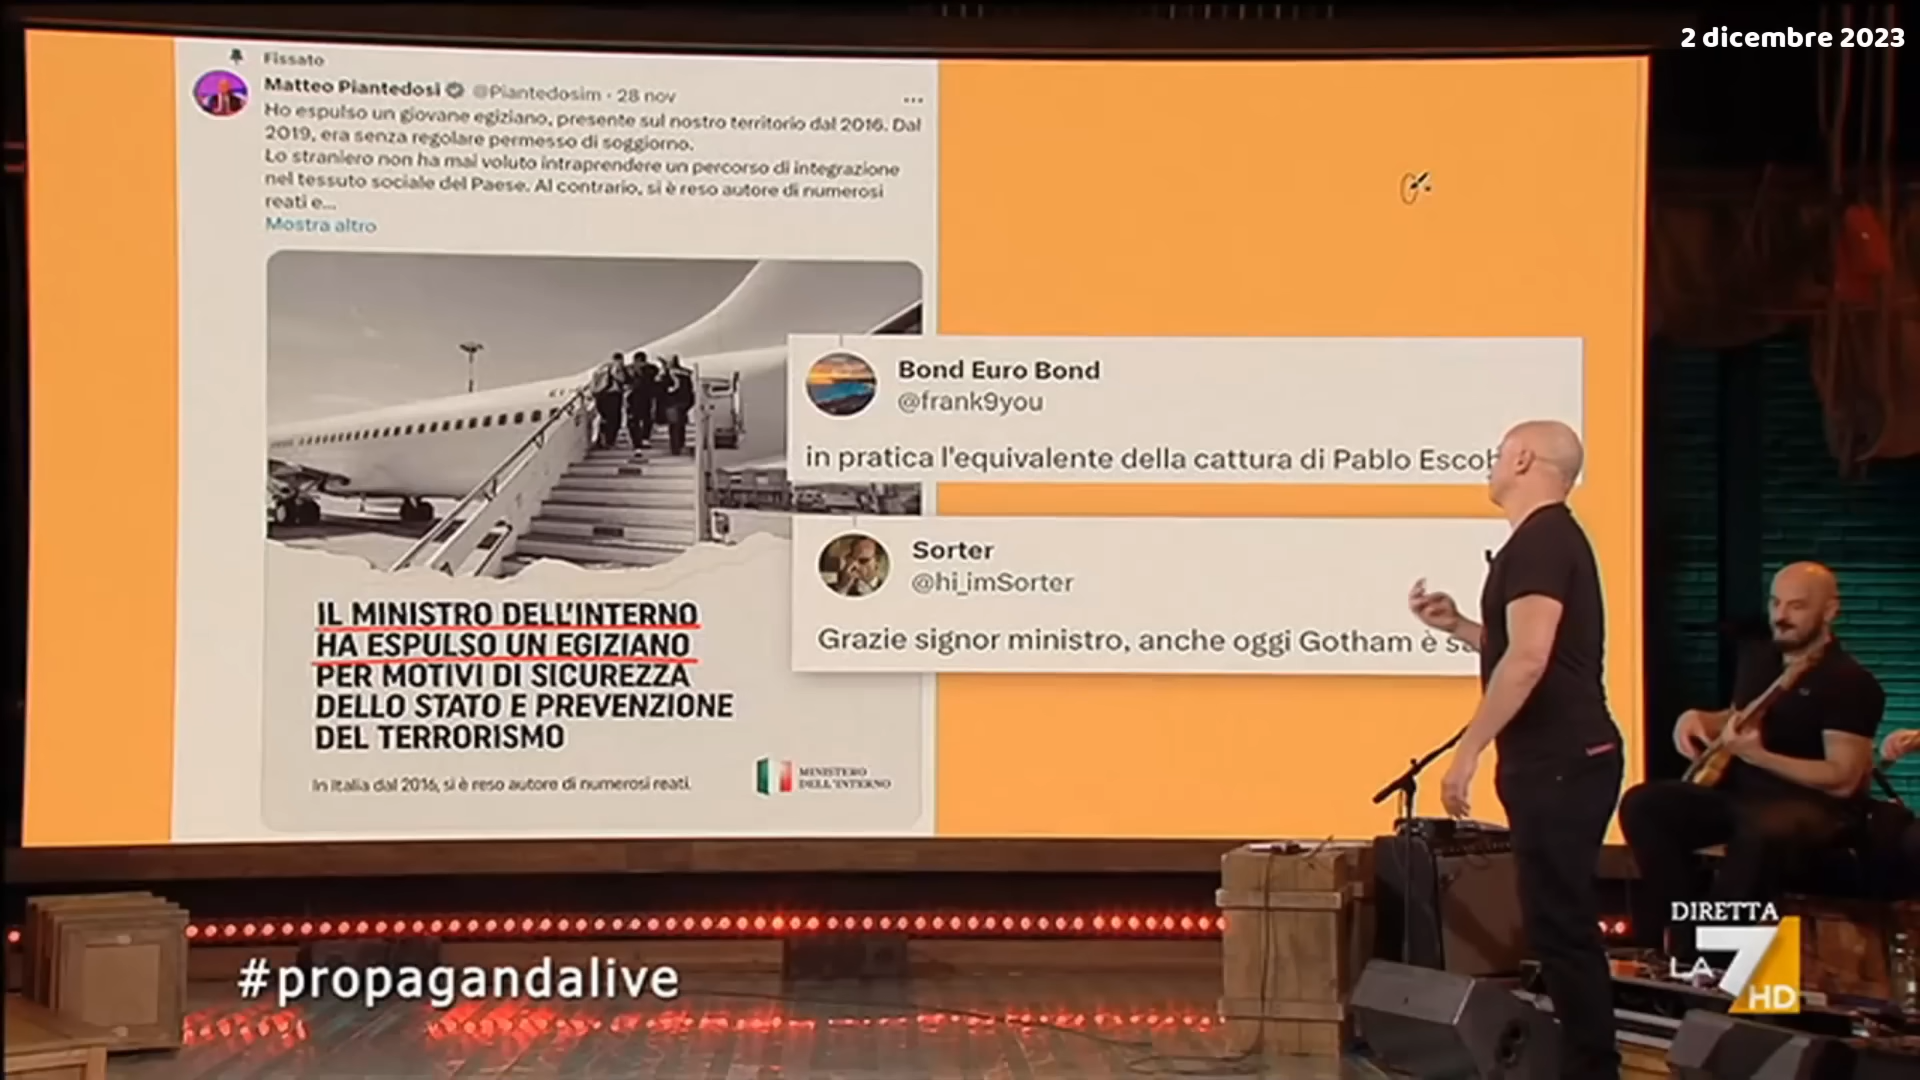 2 dicembre 2023
Fissato
Matteo Piantedosi @Piantedosim · 28 nov
Ho espulso un giovane egiziano, presente sul nostro territorio dal 2016. Dal
2019, era senza regolare permesso di soggiorno.
Lo straniero non ha mai voluto intraprendere un percorso di integrazione
nel tessuto sociale del Paese. Al contrario, si è reso autore di numerosi
reati e...
Mostra altro
Bond Euro Bond
@frank9you
in pratica l'equivalente della cattura di Pablo
Sorter
@hi_imSorter
Grazie signor ministro, anche oggi Gotham è
IL MINISTRO DELL'INTERNO
HA ESPULSO UN EGIZIANO
PER MOTIVI DI SICUREZZA
DELLO STATO E PREVENZIONE
DEL TERRORISMO
In Italia dal 2016, si è reso autore di numerosi reati.
MINISTERO
DELL'INTERNO
#propagandalive
DIRETTA
LA7
HD